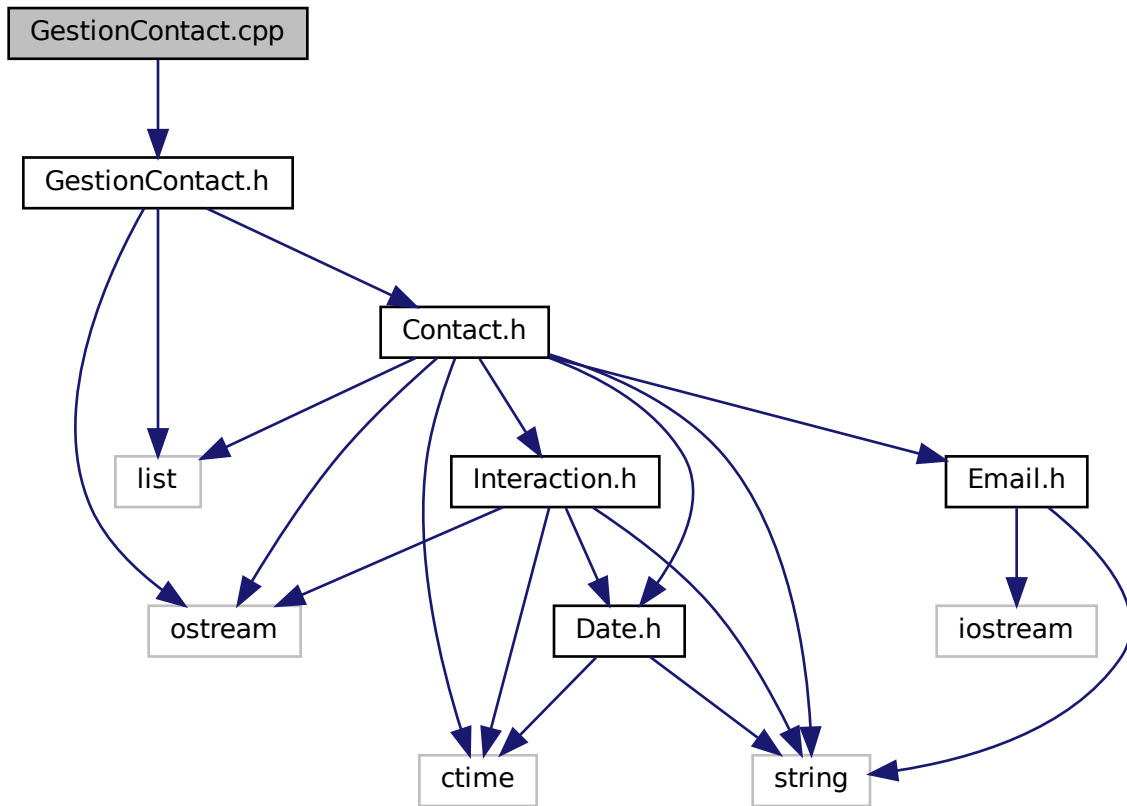 GestionContact.cpp
GestionContact.h
Contact.h
list
Interaction.h
Email.h
ostream
Date.h
iostream
ctime
string